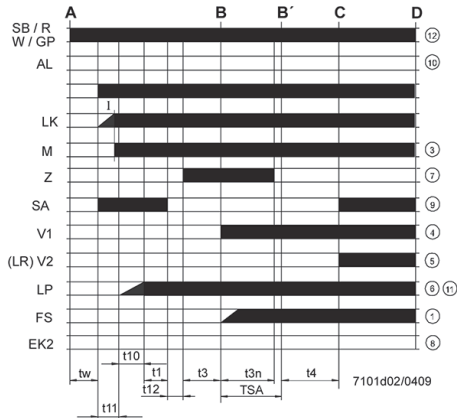 A B B´ C D
SB / R
W / GP 12
AL 10
1
LK
M 3
Z 7
SA 9
V1 4
(LR) V2 5
LP 6 11
FS 1
EK2 8
t10 t1 t3 t3n t4
tw t12 TSA 7101d02/0409
t11